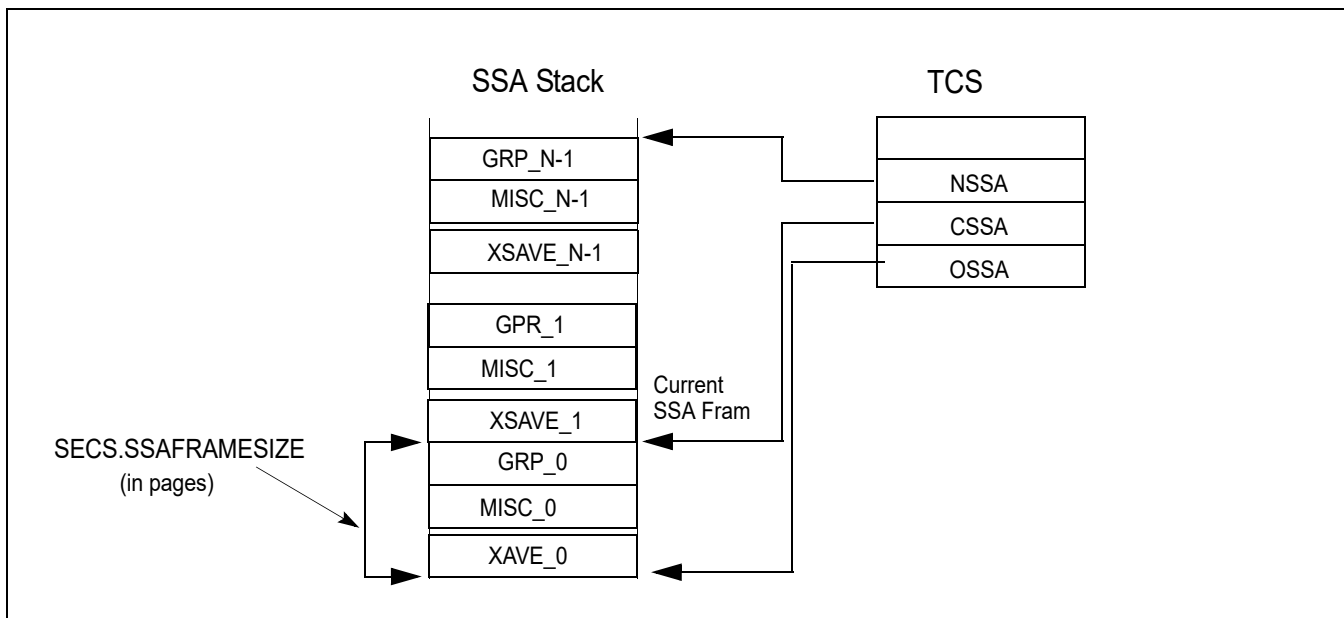 SSA Stack
TCS
GRP_N-1
MISC_N-1
XSAVE_N-1
GPR_1
MISC_1
XSAVE_1
GRP_0
MISC_0
XAVE_0
NSSA
CSSA
OSSA
Current
SSA Fram
SECS.SSAFRAMESIZE
(in pages)